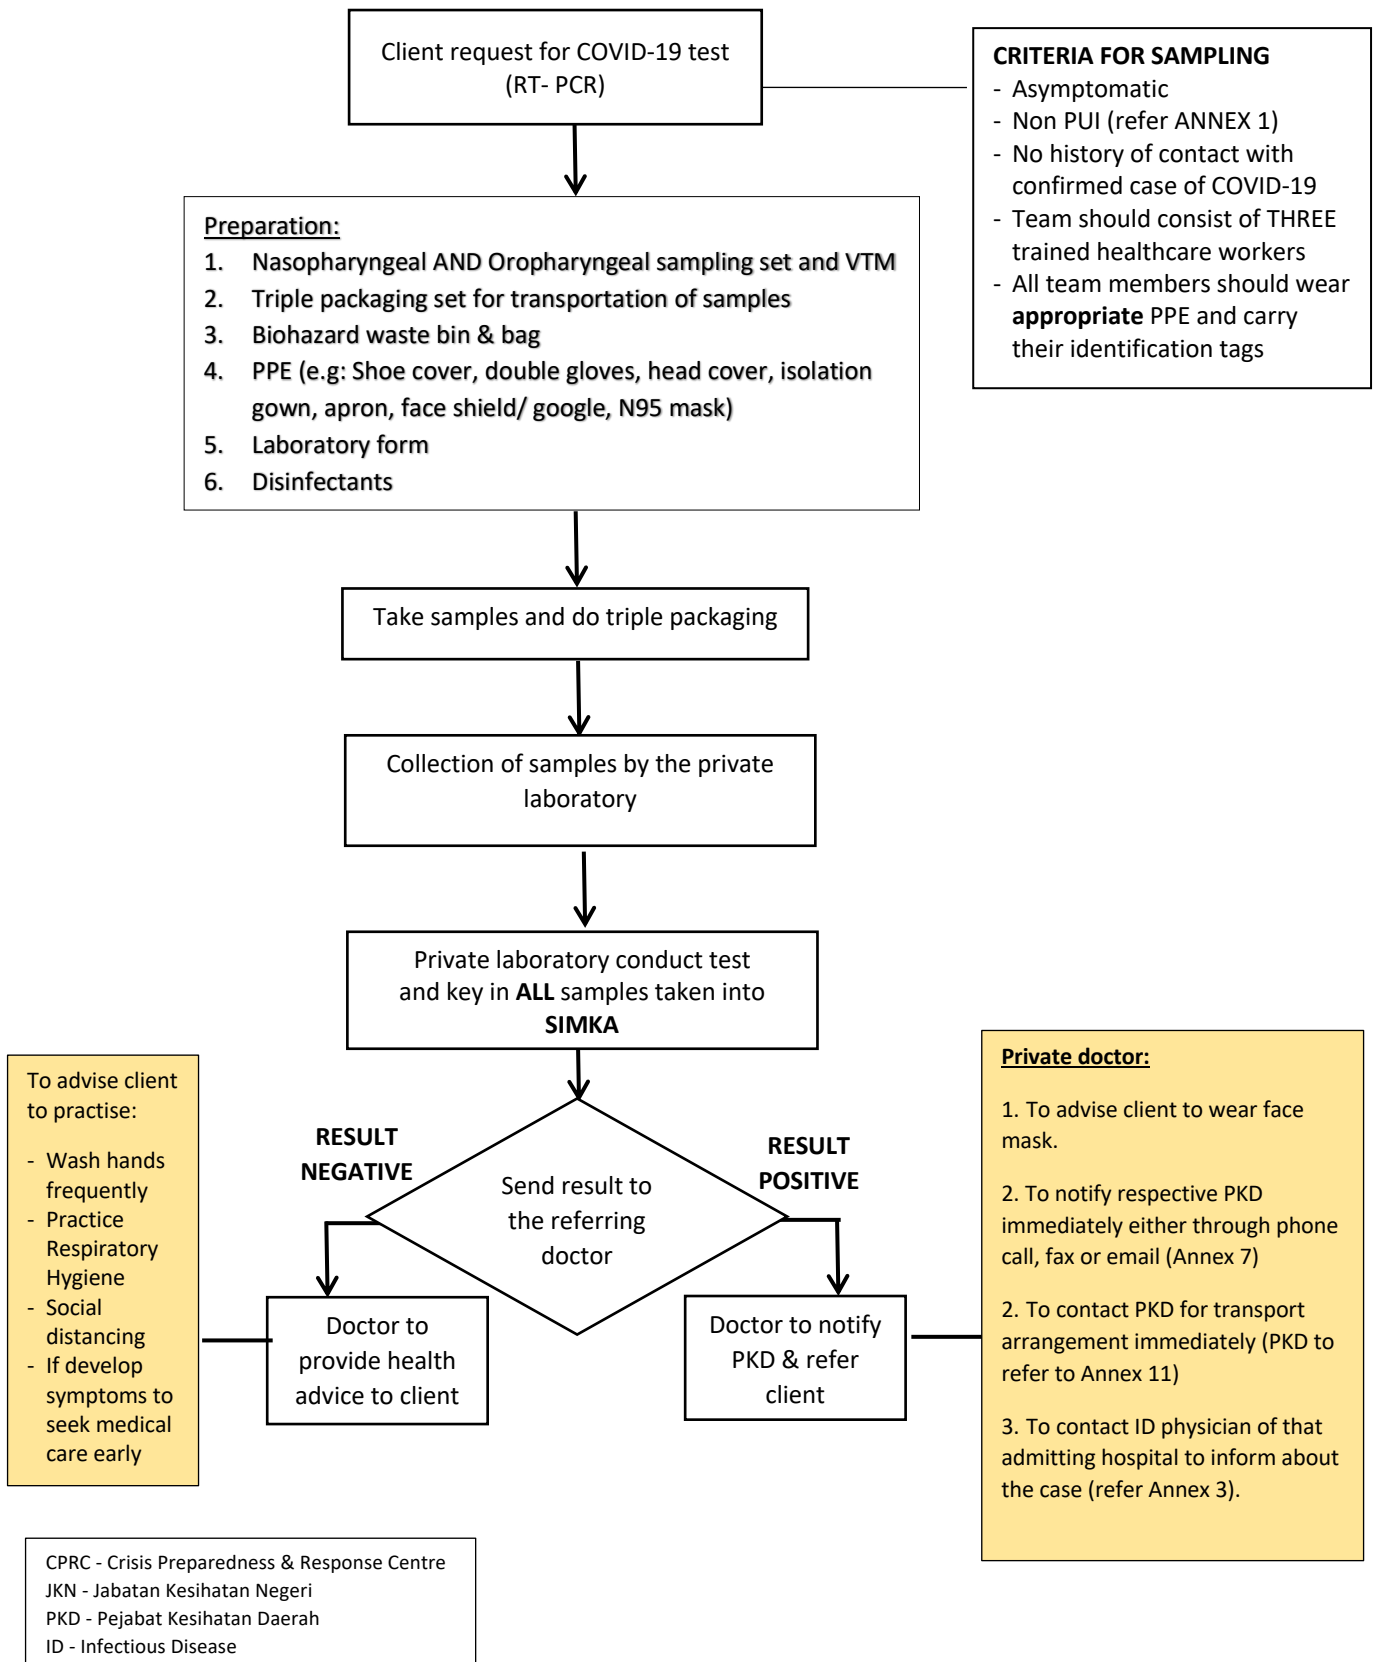 Client request for COVID-19 test
(RT- PCR)
CRITERIA FOR SAMPLING
- Asymptomatic
- Non PUI (refer ANNEX 1)
- No history of contact with
confirmed case of COVID-19
- Team should consist of THREE
trained healthcare workers
- All team members should wear
appropriate PPE and carry
their identification tags
Preparation:
1. Nasopharyngeal AND Oropharyngeal sampling set and VTM
2. Triple packaging set for transportation of samples
3. Biohazard waste bin & bag
4. PPE (e.g: Shoe cover, double gloves, head cover, isolation
gown, apron, face shield/ google, N95 mask)
5. Laboratory form
6. Disinfectants
Take samples and do triple packaging
Collection of samples by the private
laboratory
Private laboratory conduct test
and key in ALL samples taken into
SIMKA
Send result to
the referring
doctor
RESULT
NEGATIVE
Doctor to
provide health
advice to client
To advise client
to practise:
- Wash hands
frequently
- Practice
Respiratory
Hygiene
- Social
distancing
- If develop
symptoms to
seek medical
care early
RESULT
POSITIVE
Doctor to notify
PKD & refer
client
Private doctor:
1. To advise client to wear face
mask.
2. To notify respective PKD
immediately either through phone
call, fax or email (Annex 7)
2. To contact PKD for transport
arrangement immediately (PKD to
refer to Annex 11)
3. To contact ID physician of that
admitting hospital to inform about
the case (refer Annex 3).
CPRC - Crisis Preparedness & Response Centre
JKN - Jabatan Kesihatan Negeri
PKD - Pejabat Kesihatan Daerah
ID - Infectious Disease